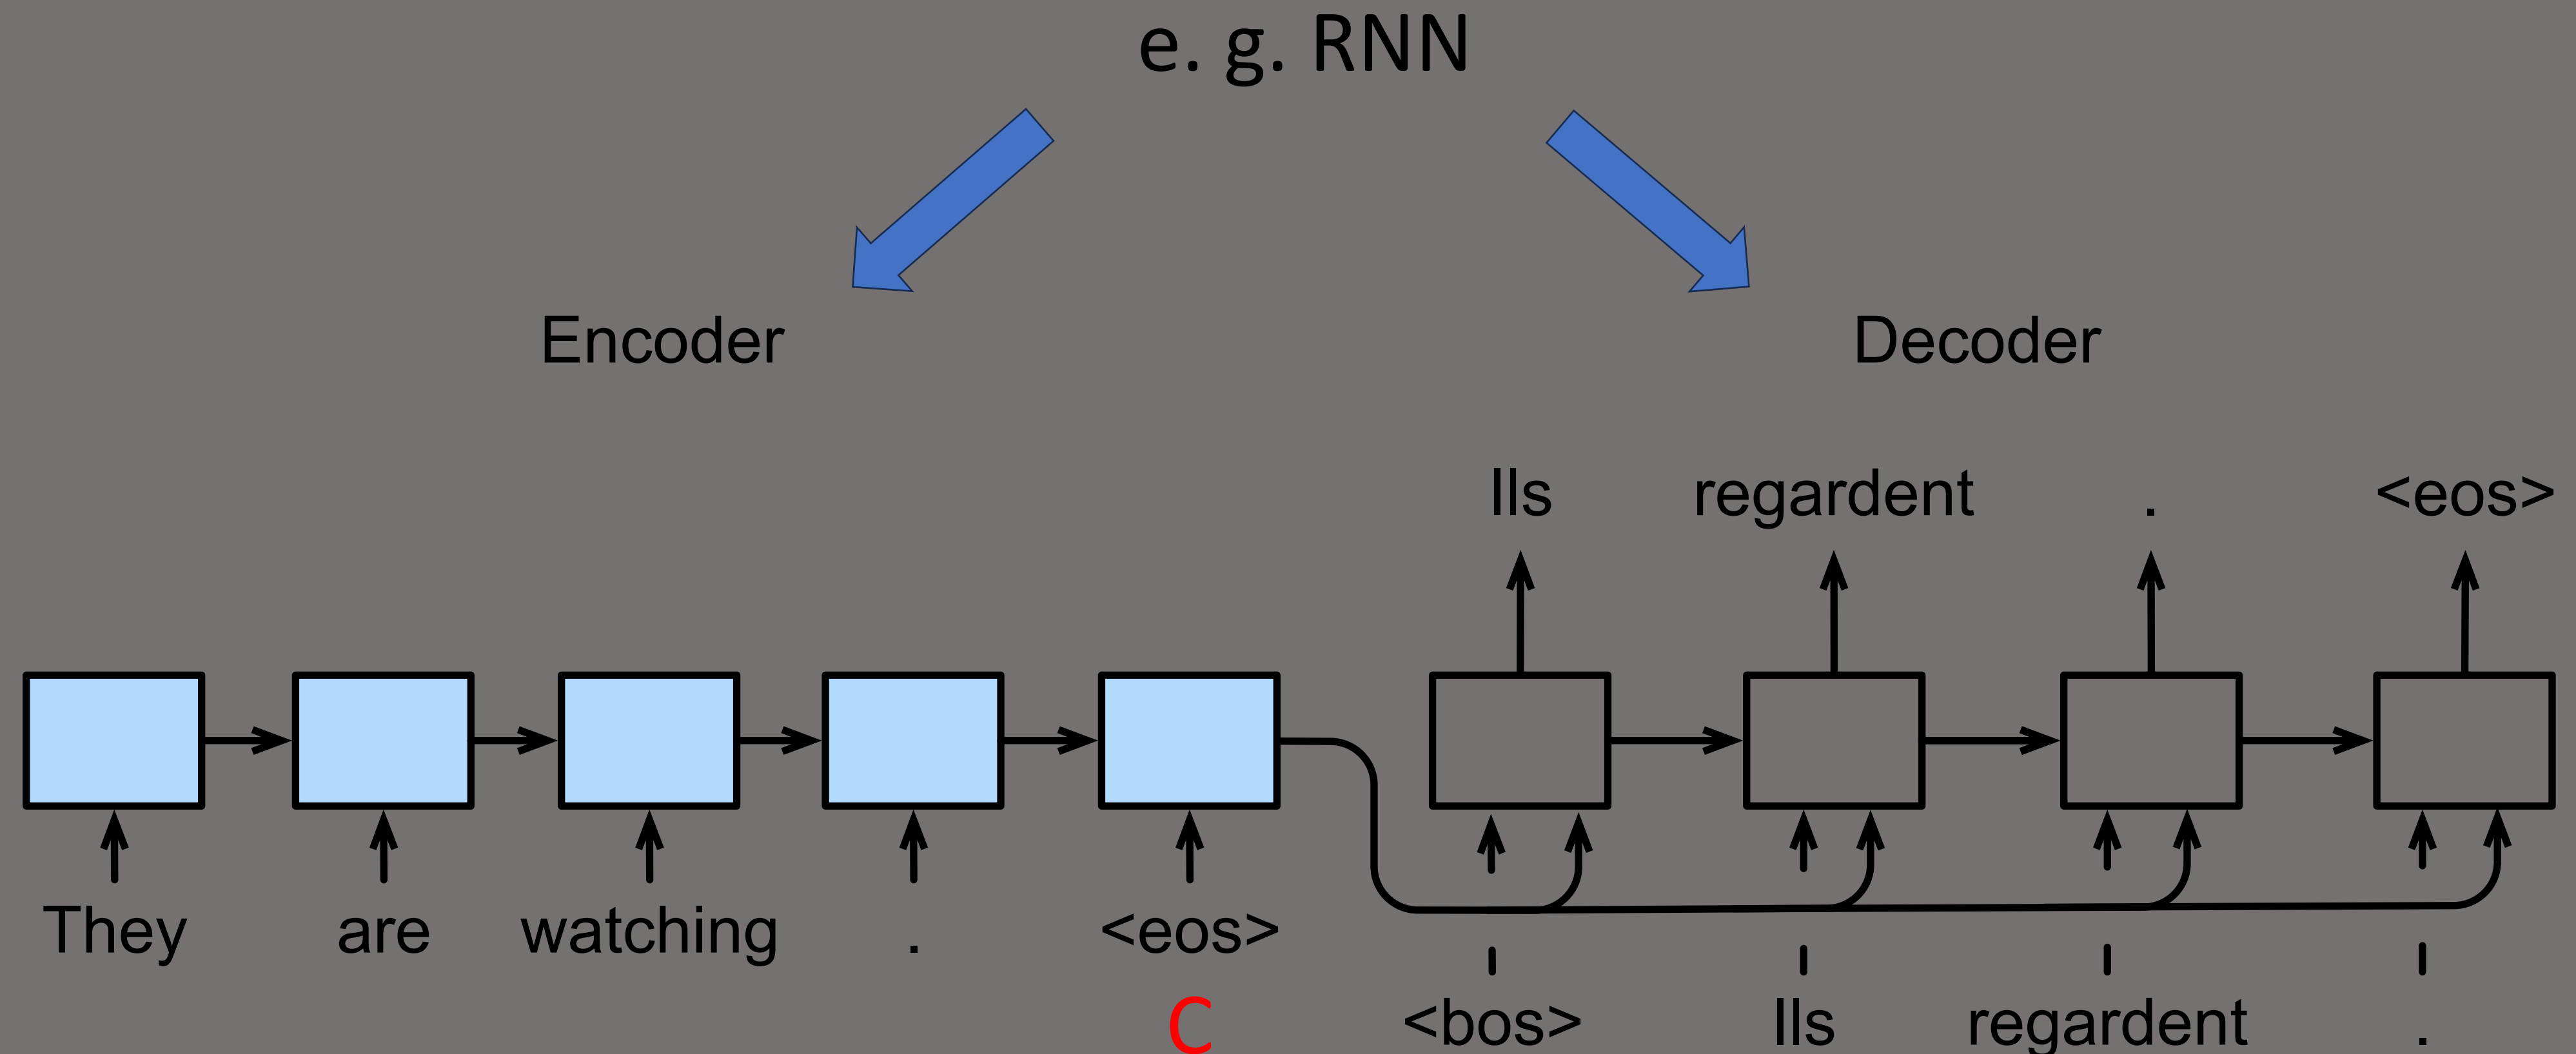 e. g. RNN
Encoder Decoder
Ils regardent . <eos>
They are watching . <eos>
C <bos> Ils regardent .